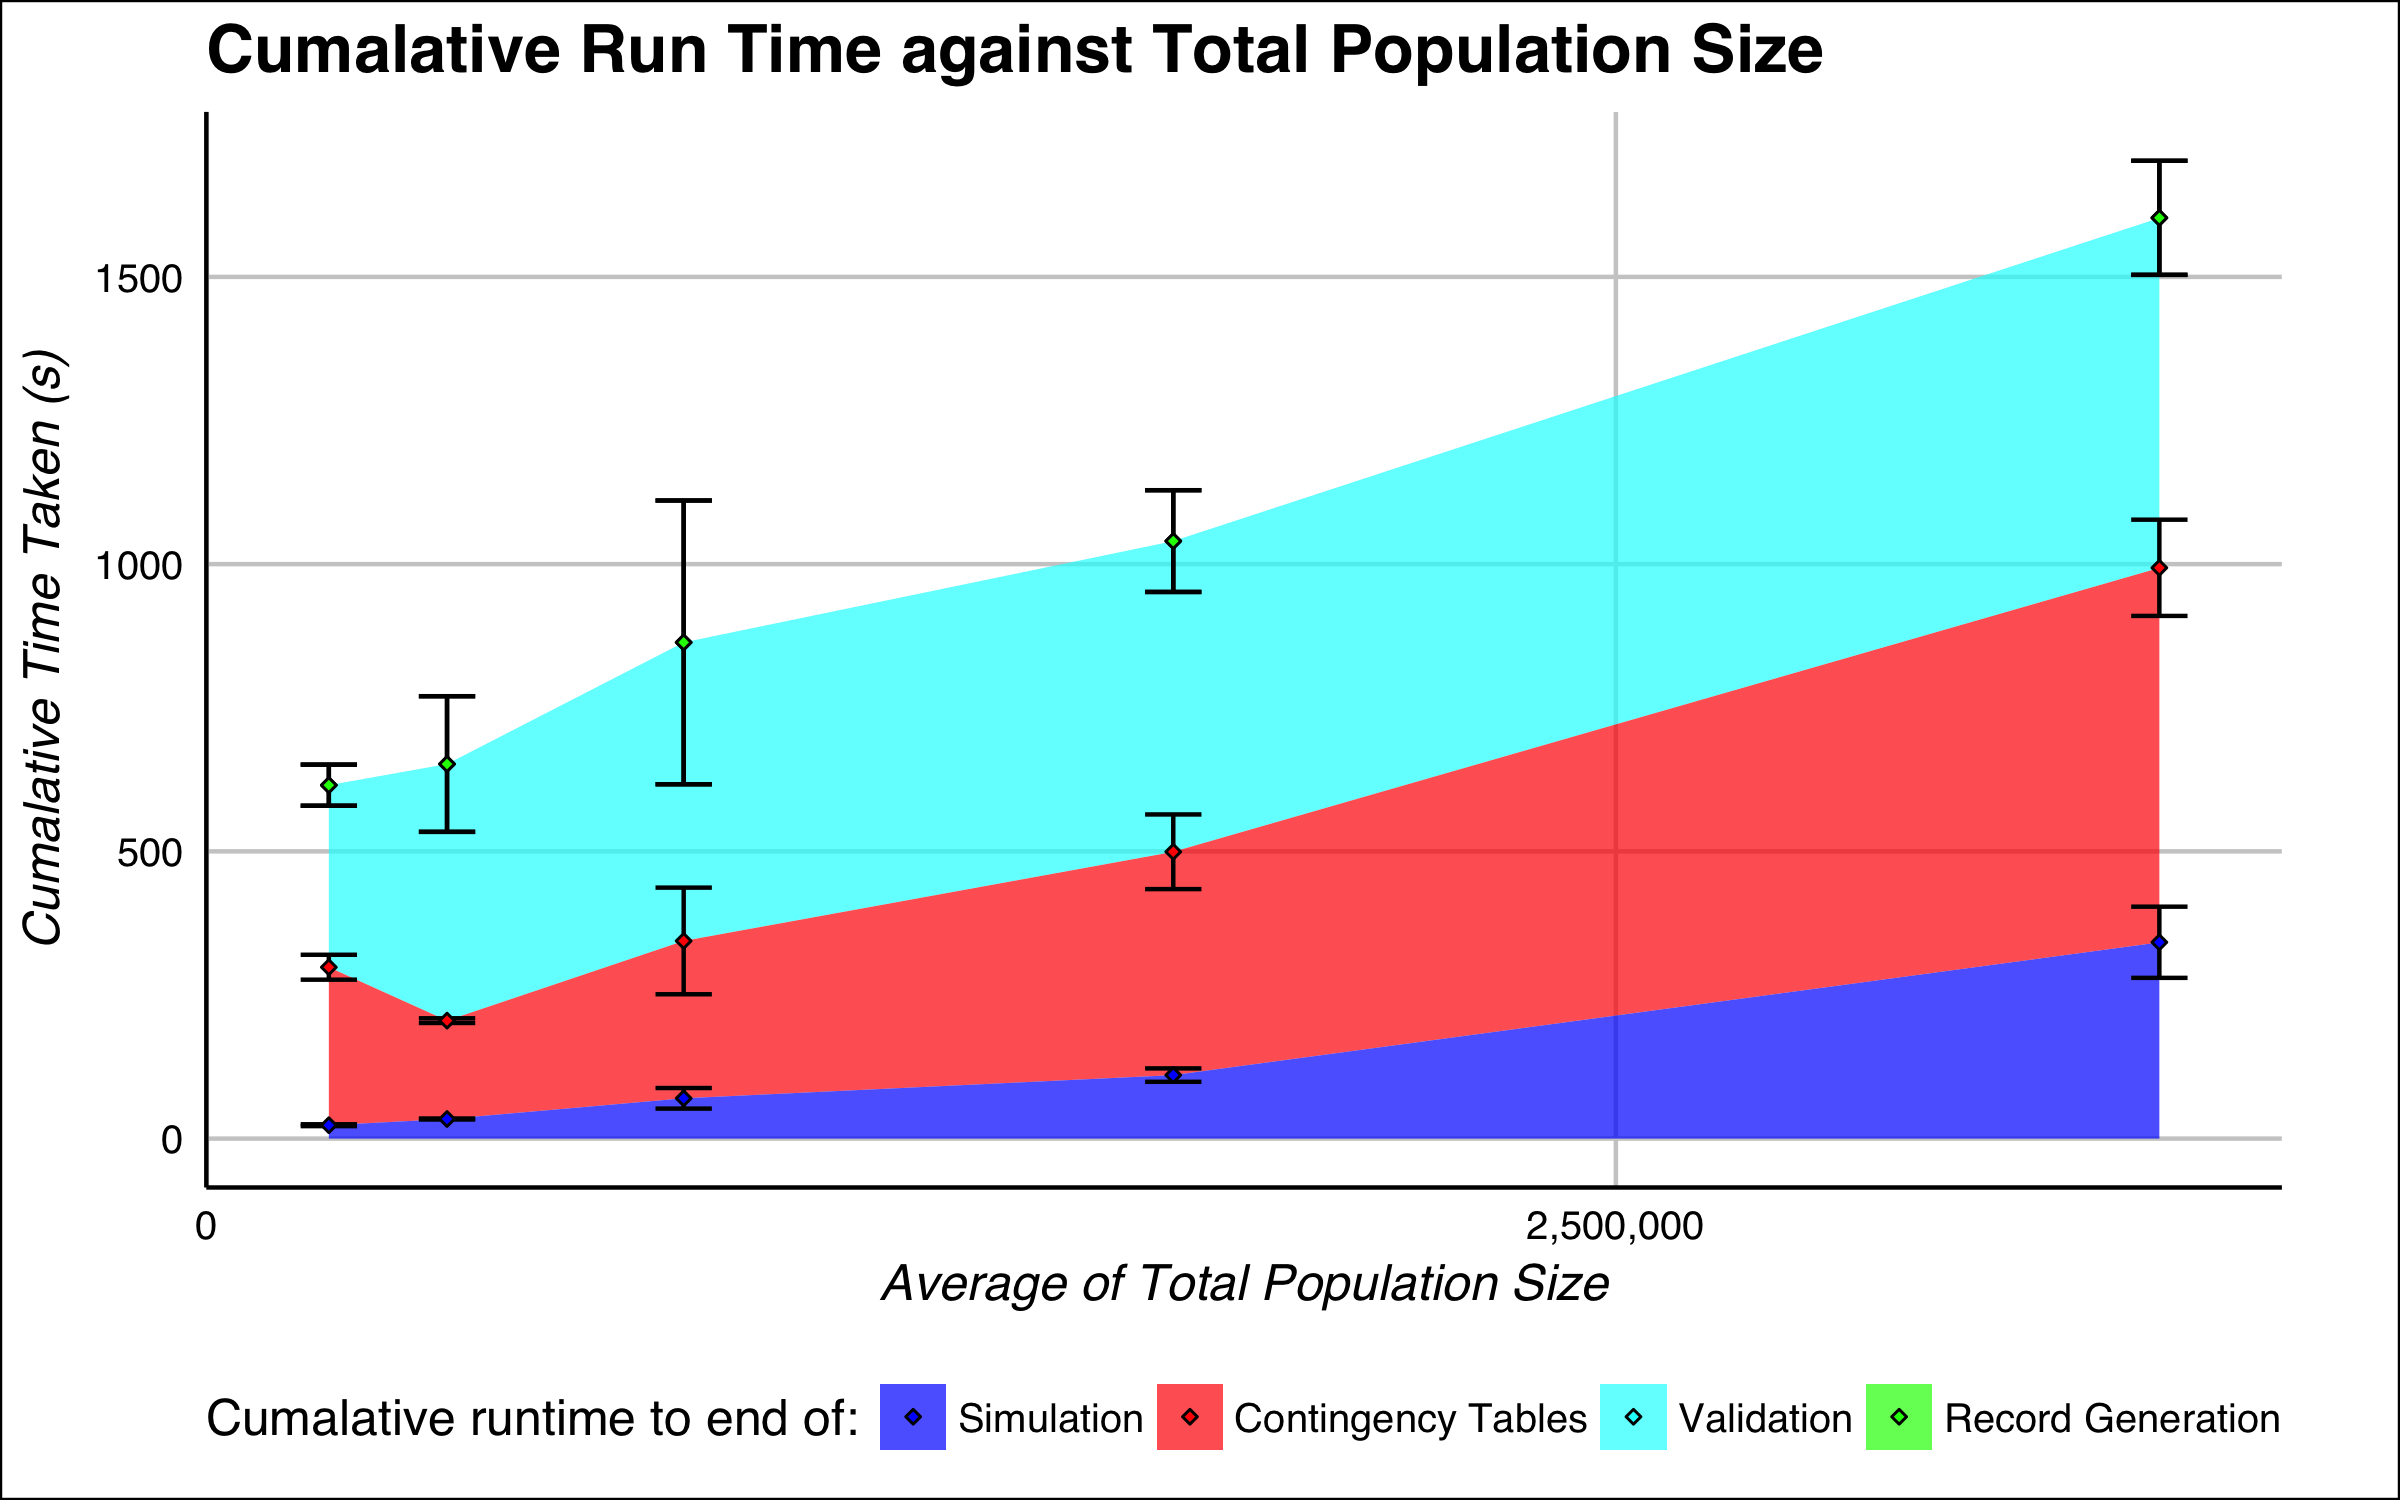 Cumalative Run Time against Total Population Size
Cumalative Time Taken (s)
1500
1000
500
0
0
2,500,000
Average of Total Population Size
Cumalative runtime to end of: Simulation Contingency Tables Validation Record Generation